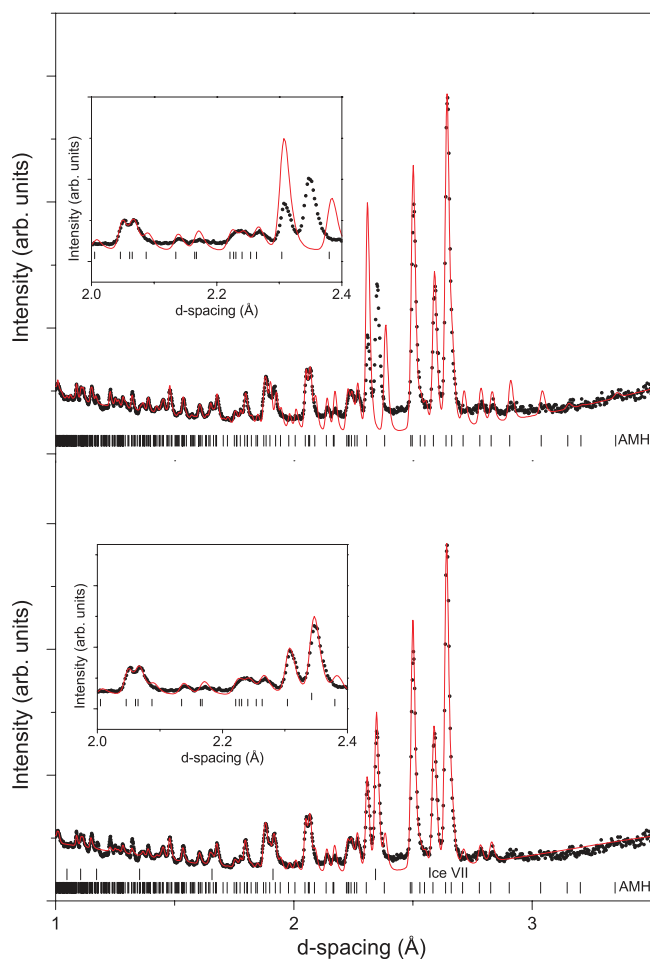 Intensity (arb. units)
Intensity (arb. units)
2.0
2.2
2.4
d-spacing (Å)
AMH
Intensity (arb. units)
Intensity (arb. units)
2.0
2.2
2.4
d-spacing (Å)
Ice VII
AMH
1
2
3
d-spacing (Å)